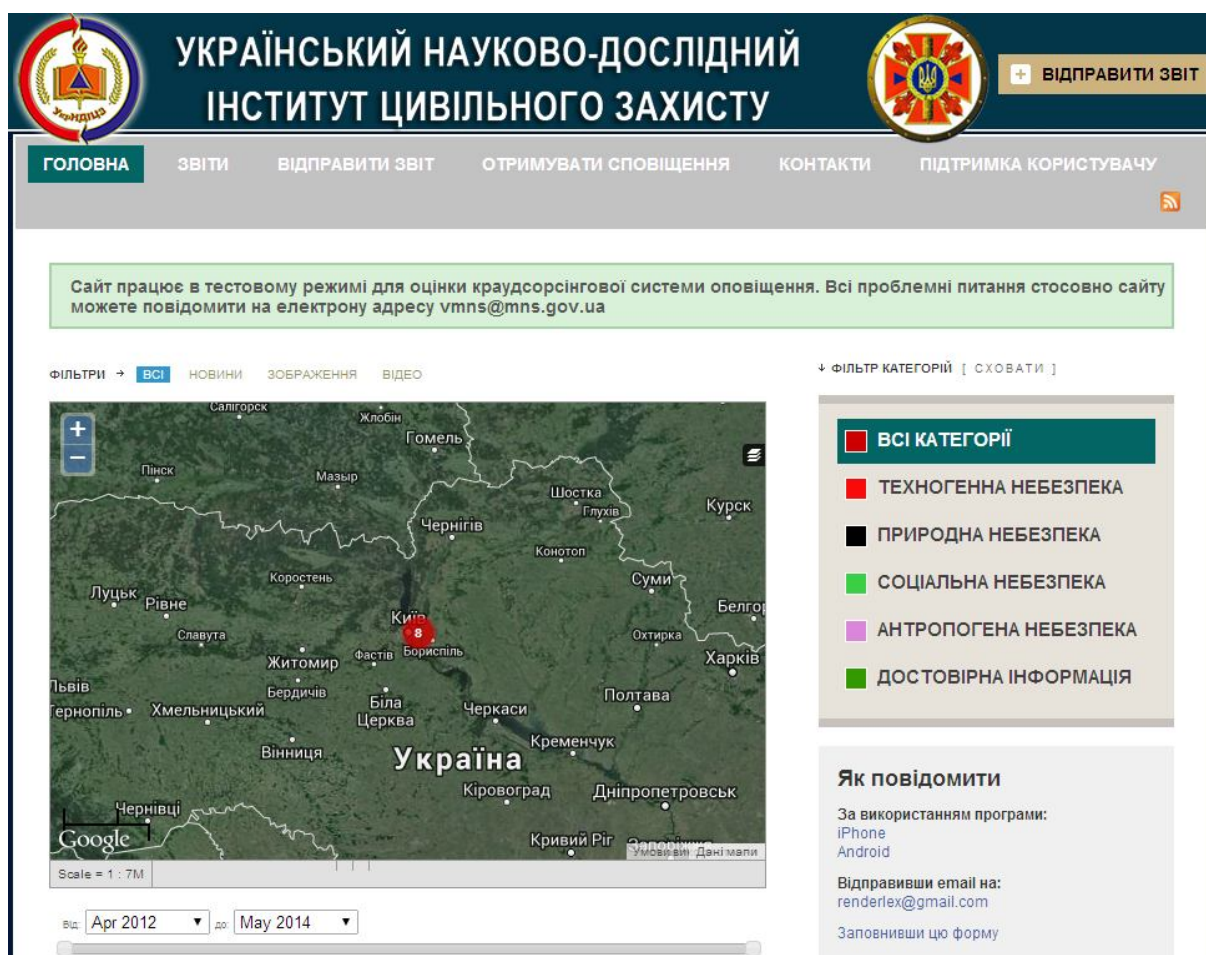 УКРАЇНСЬКИЙ НАУКОВО-ДОСЛІДНИЙ
ІНСТИТУТ ЦИВІЛЬНОГО ЗАХИСТУ
УкрНДІЦЗ
+ ВІДПРАВИТИ ЗВІТ
ГОЛОВНА ЗВІТИ ВІДПРАВИТИ ЗВІТ ОТРИМУВАТИ СПОВІЩЕННЯ КОНТАКТИ ПІДТРИМКА КОРИСТУВАЧУ
Сайт працює в тестовому режимі для оцінки краудсорсінгової системи оповіщення. Всі проблемні питання стосовно сайту
можете повідомити на електрону адресу vmns@mns.gov.ua
ФІЛЬТРИ → ВСІ НОВИНИ ЗОБРАЖЕННЯ ВІДЕО
+
−
Салігорск
Жлобін
Гомель
Пінск
Мазыр
Шостка
Глухів
Курск
Чернігів
Конотоп
Коростень
Суми
Луцьк
Рівне
Белгор
Київ
8
Славута
Охтирка
Фастів
Бориспіль
Житомир
Харків
Львів
Бердичів
Біла
Церква
Полтава
Тернопіль
Хмельницький
Черкаси
Вінниця
Кременчук
Україна
Кіровоград
Дніпропетровськ
Чернівці
Google
Кривий Ріг
Запоріжжя
Дані мапи
Scale = 1 : 7M
Від: Apr 2012 до: May 2014
↓ ФІЛЬТР КАТЕГОРІЙ [ СХОВАТИ ]
ВСІ КАТЕГОРІЇ
ТЕХНОГЕННА НЕБЕЗПЕКА
ПРИРОДНА НЕБЕЗПЕКА
СОЦІАЛЬНА НЕБЕЗПЕКА
АНТРОПОГЕНА НЕБЕЗПЕКА
ДОСТОВІРНА ІНФОРМАЦІЯ
Як повідомити
За використанням програми:
iPhone
Android
Відправивши email на:
renderlex@gmail.com
Заповнивши цю форму